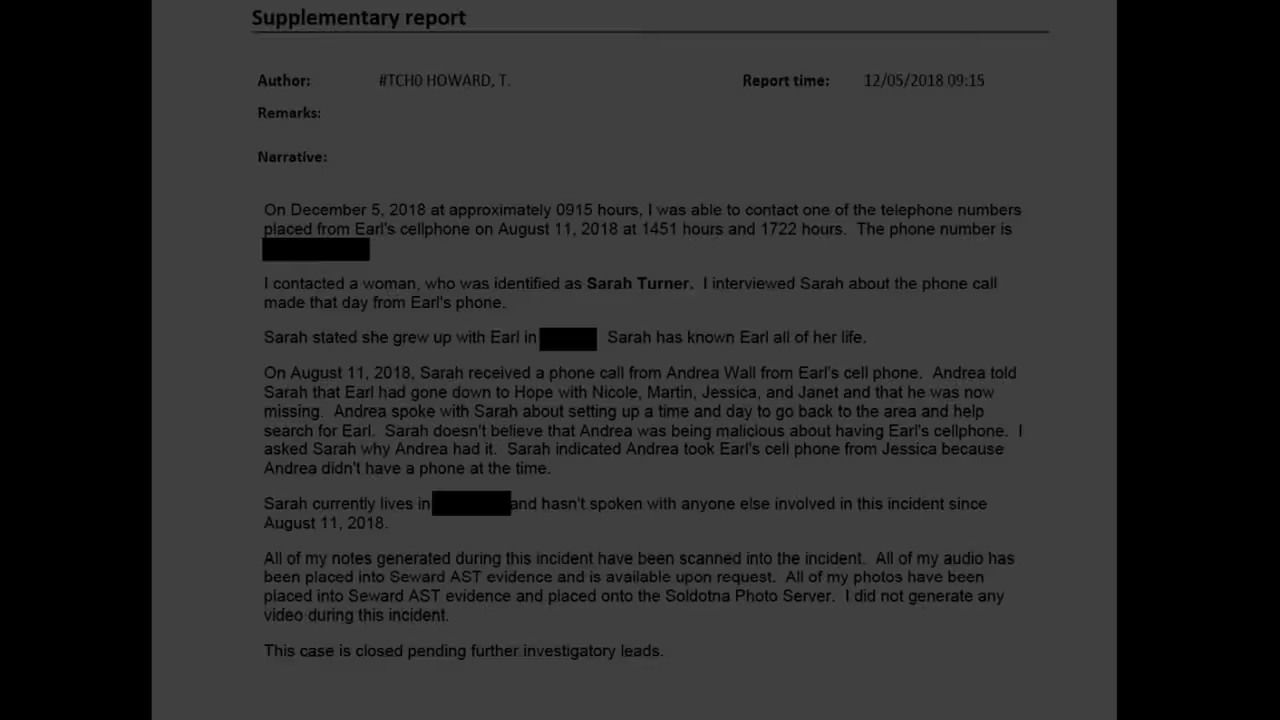 Supplementary report
Author: #TCH0 HOWARD, T. Report time: 12/05/2018 09:15
Remarks:
Narrative:
On December 5, 2018 at approximately 0915 hours, I was able to contact one of the telephone numbers
placed from Earl's cellphone on August 11, 2018 at 1451 hours and 1722 hours. The phone number is
I contacted a woman, who was identified as Sarah Turner. I interviewed Sarah about the phone call
made that day from Earl's phone.
Sarah stated she grew up with Earl in Sarah has known Earl all of her life.
On August 11, 2018, Sarah received a phone call from Andrea Wall from Earl's cell phone. Andrea told
Sarah that Earl had gone down to Hope with Nicole, Martin, Jessica, and Janet and that he was now
missing. Andrea spoke with Sarah about setting up a time and day to go back to the area and help
search for Earl. Sarah doesn't believe that Andrea was being malicious about having Earl's cellphone. I
asked Sarah why Andrea had it. Sarah indicated Andrea took Earl's cell phone from Jessica because
Andrea didn't have a phone at the time.
Sarah currently lives in and hasn't spoken with anyone else involved in this incident since
August 11, 2018.
All of my notes generated during this incident have been scanned into the incident. All of my audio has
been placed into Seward AST evidence and is available upon request. All of my photos have been
placed into Seward AST evidence and placed onto the Soldotna Photo Server. I did not generate any
video during this incident.
This case is closed pending further investigatory leads.